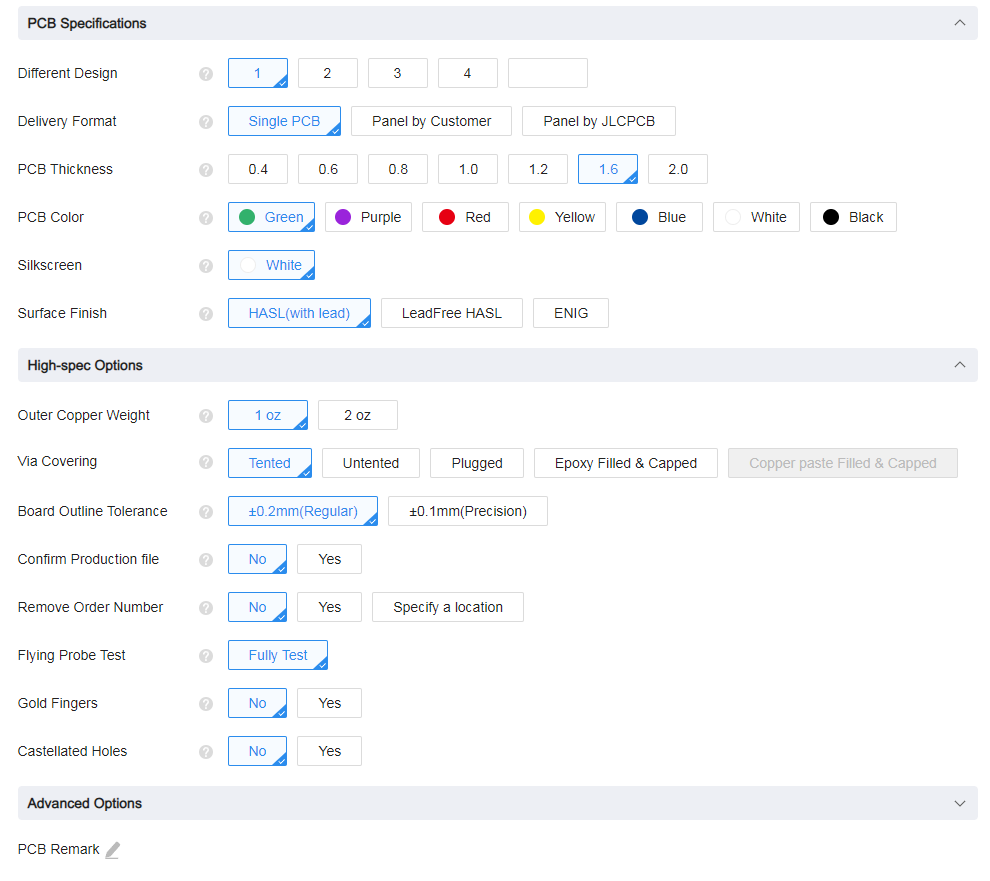 PCB Specifications
Different Design ? 1 2 3 4
Delivery Format ? Single PCB Panel by Customer Panel by JLCPCB
PCB Thickness ? 0.4 0.6 0.8 1.0 1.2 1.6 2.0
PCB Color ? Green Purple Red Yellow Blue White Black
Silkscreen ? White
Surface Finish ? HASL(with lead) LeadFree HASL ENIG
High-spec Options
Outer Copper Weight ? 1 oz 2 oz
Via Covering ? Tented Untented Plugged Epoxy Filled & Capped Copper paste Filled & Capped
Board Outline Tolerance ? ±0.2mm(Regular) ±0.1mm(Precision)
Confirm Production file ? No Yes
Remove Order Number ? No Yes Specify a location
Flying Probe Test ? Fully Test
Gold Fingers ? No Yes
Castellated Holes ? No Yes
Advanced Options
PCB Remark